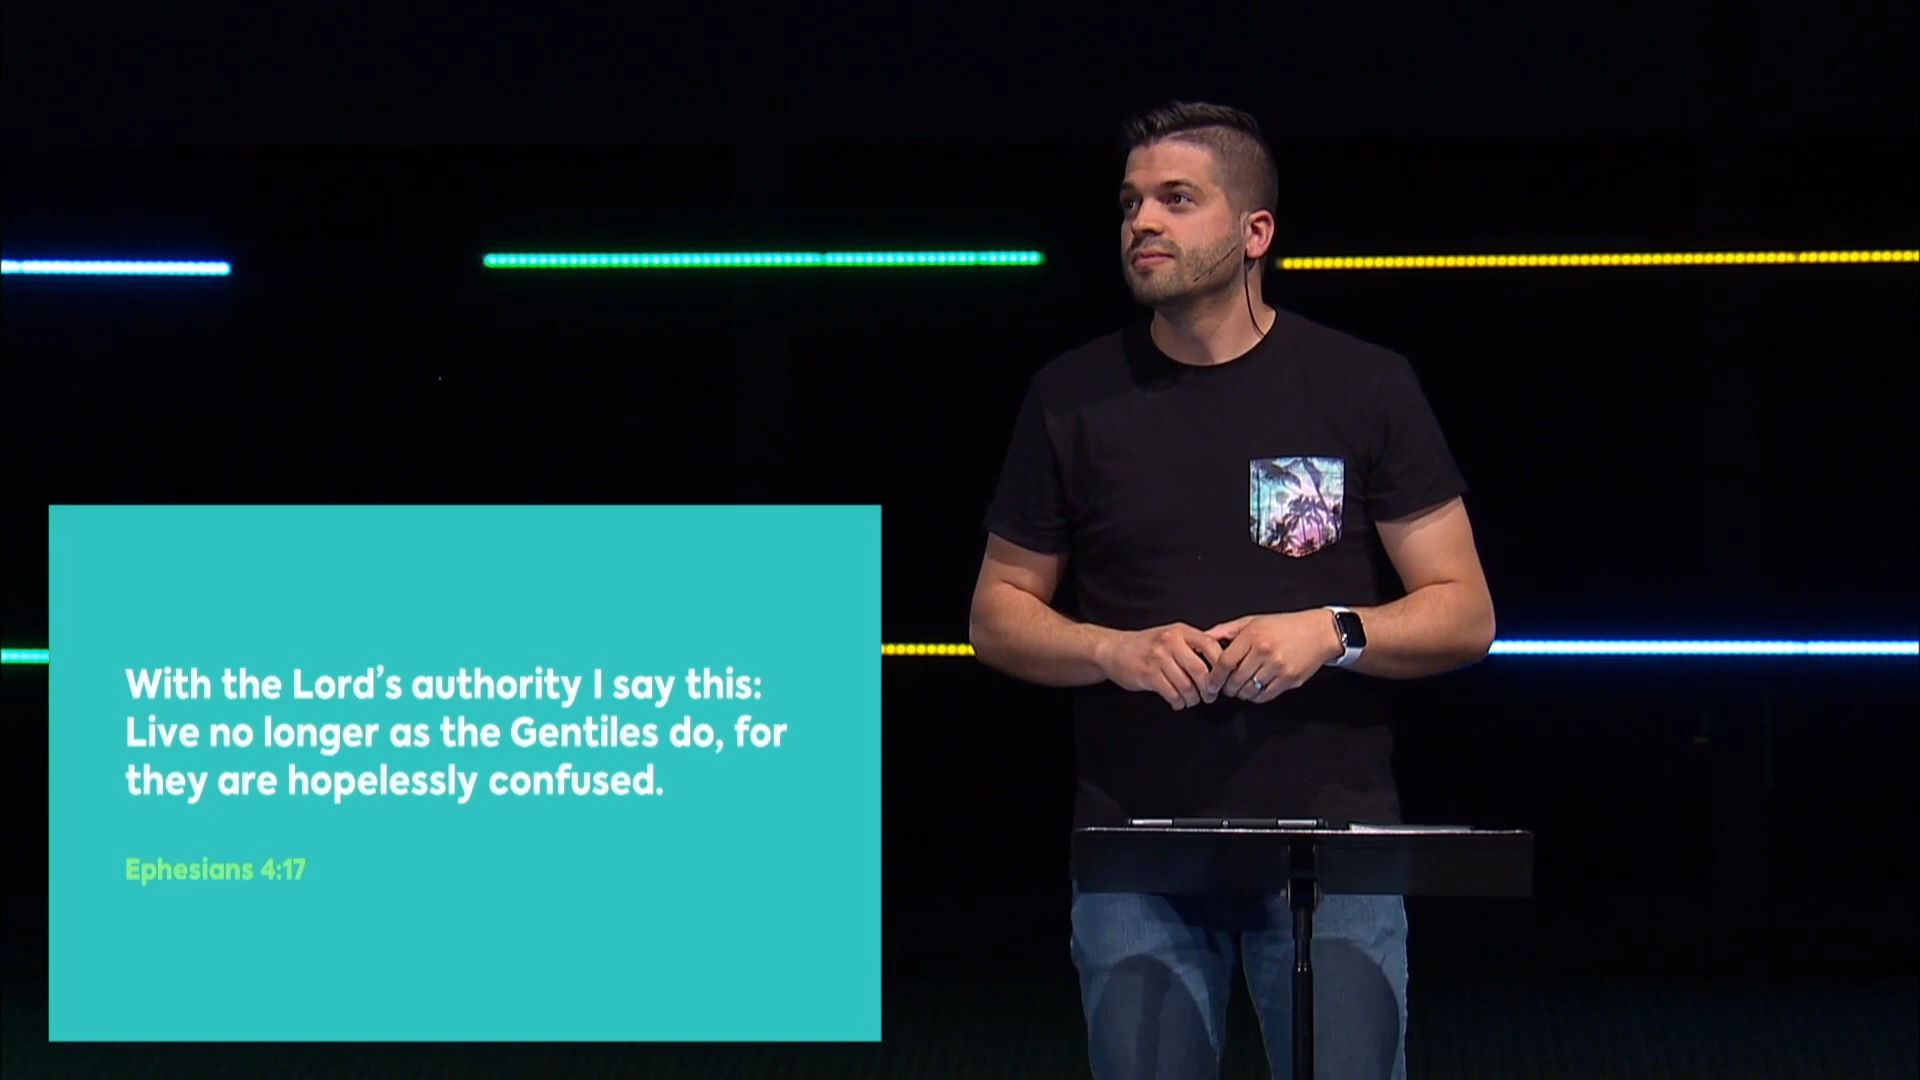 With the Lord’s authority I say this:
Live no longer as the Gentiles do, for
they are hopelessly confused.
Ephesians 4:17